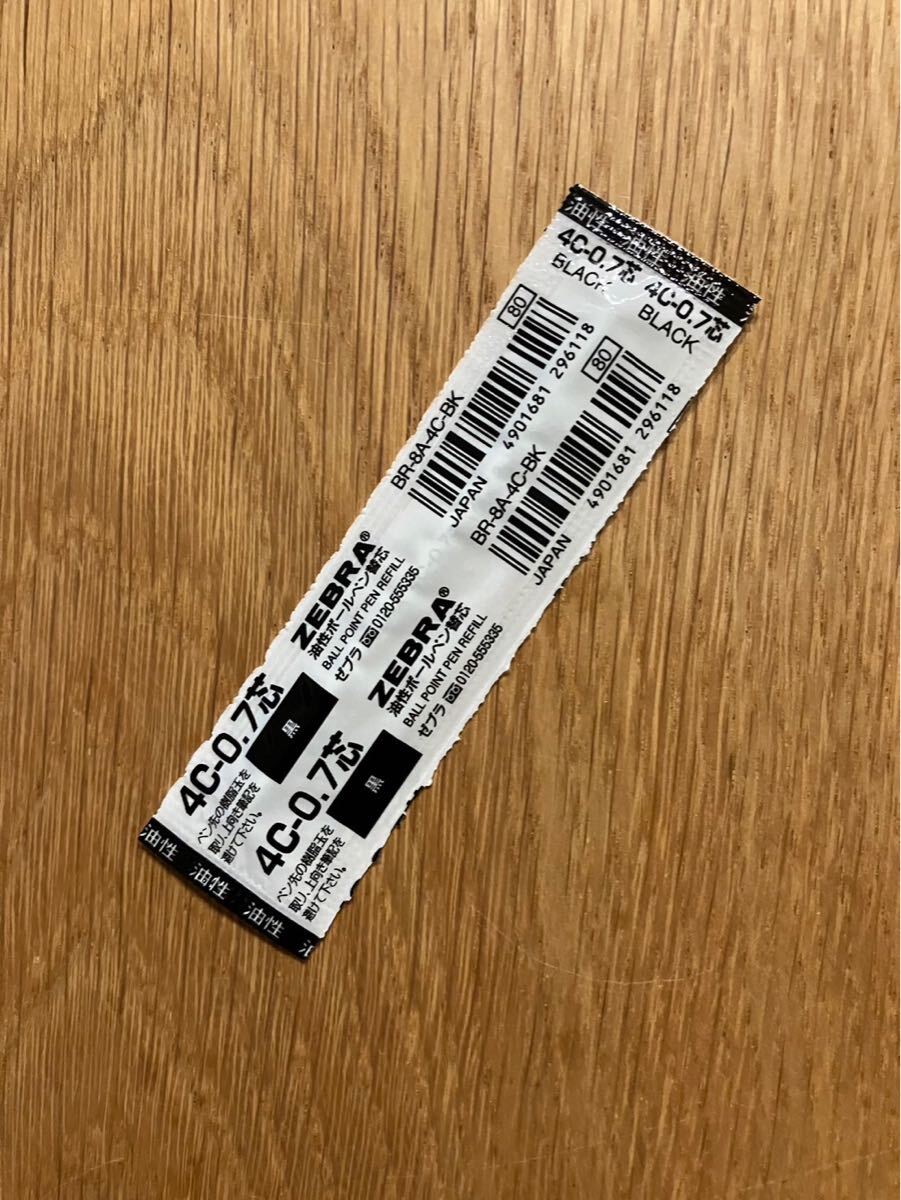 油性 油性 油性
4C-0.7芯
BLACK
80
4901681 296118
BR-8A-4C-BK
JAPAN
ZEBRA®
油性ボールペン替芯
BALL POINT PEN REFILL
ゼブラ 0120-555335
黒
4C-0.7芯
ペン先の樹脂玉を
取り、上向き筆記を
避けて下さい。
4C-0.7芯
BLACK
80
4901681 296118
BR-8A-4C-BK
JAPAN
ZEBRA®
油性ボールペン替芯
BALL POINT PEN REFILL
ゼブラ 0120-555335
黒
4C-0.7芯
ペン先の樹脂玉を
取り、上向き筆記を
避けて下さい。
油性 油性 油性